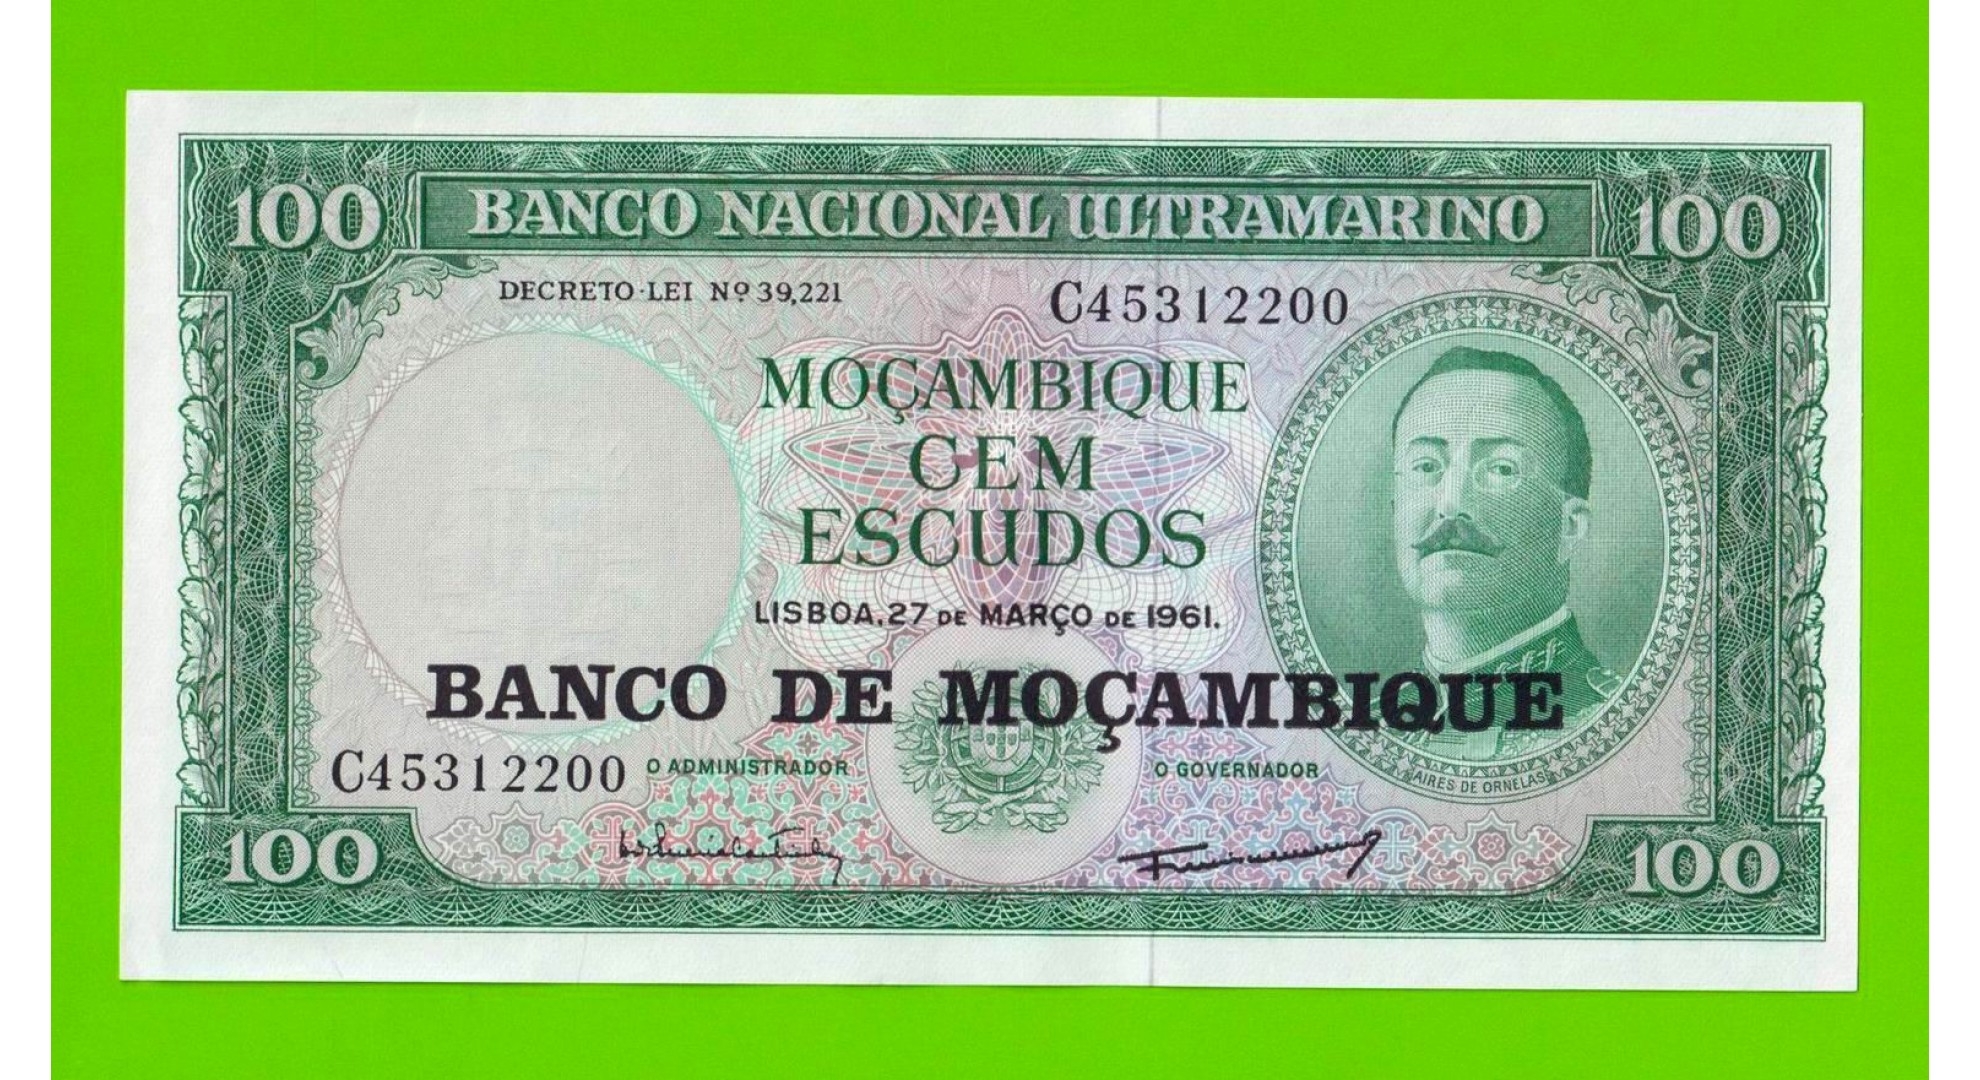 100 BANCO NACIONAL ULTRAMARINO 100
DECRETO-LEI Nº 39,221
C45312200
MOÇAMBIQUE
CEM
ESCUDOS
LISBOA, 27 DE MARÇO DE 1961.
BANCO DE MOÇAMBIQUE
C45312200
O ADMINISTRADOR
O GOVERNADOR
AIRES DE ORNELAS
100
100